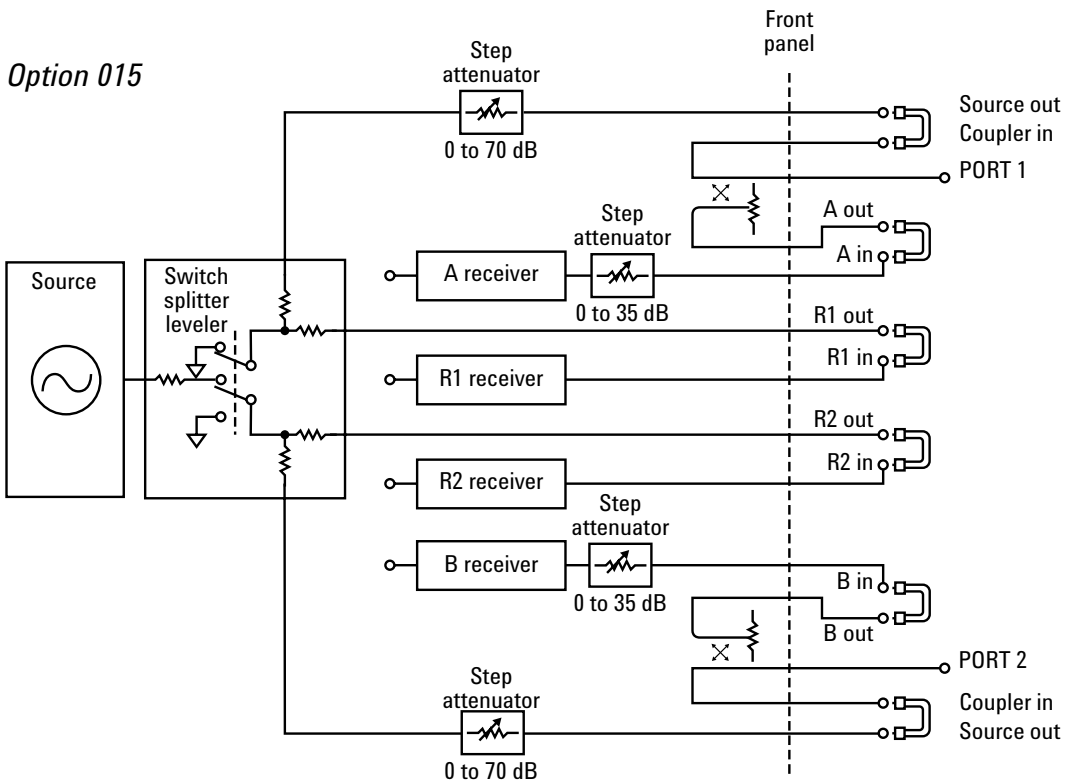 Option 015
Front
panel
Step
attenuator
0 to 70 dB
Source out
Coupler in
PORT 1
A out
A in
Step
attenuator
0 to 35 dB
A receiver
Source
Switch
splitter
leveler
R1 out
R1 in
R1 receiver
R2 out
R2 in
R2 receiver
Step
attenuator
0 to 35 dB
B receiver
B in
B out
PORT 2
Coupler in
Source out
Step
attenuator
0 to 70 dB